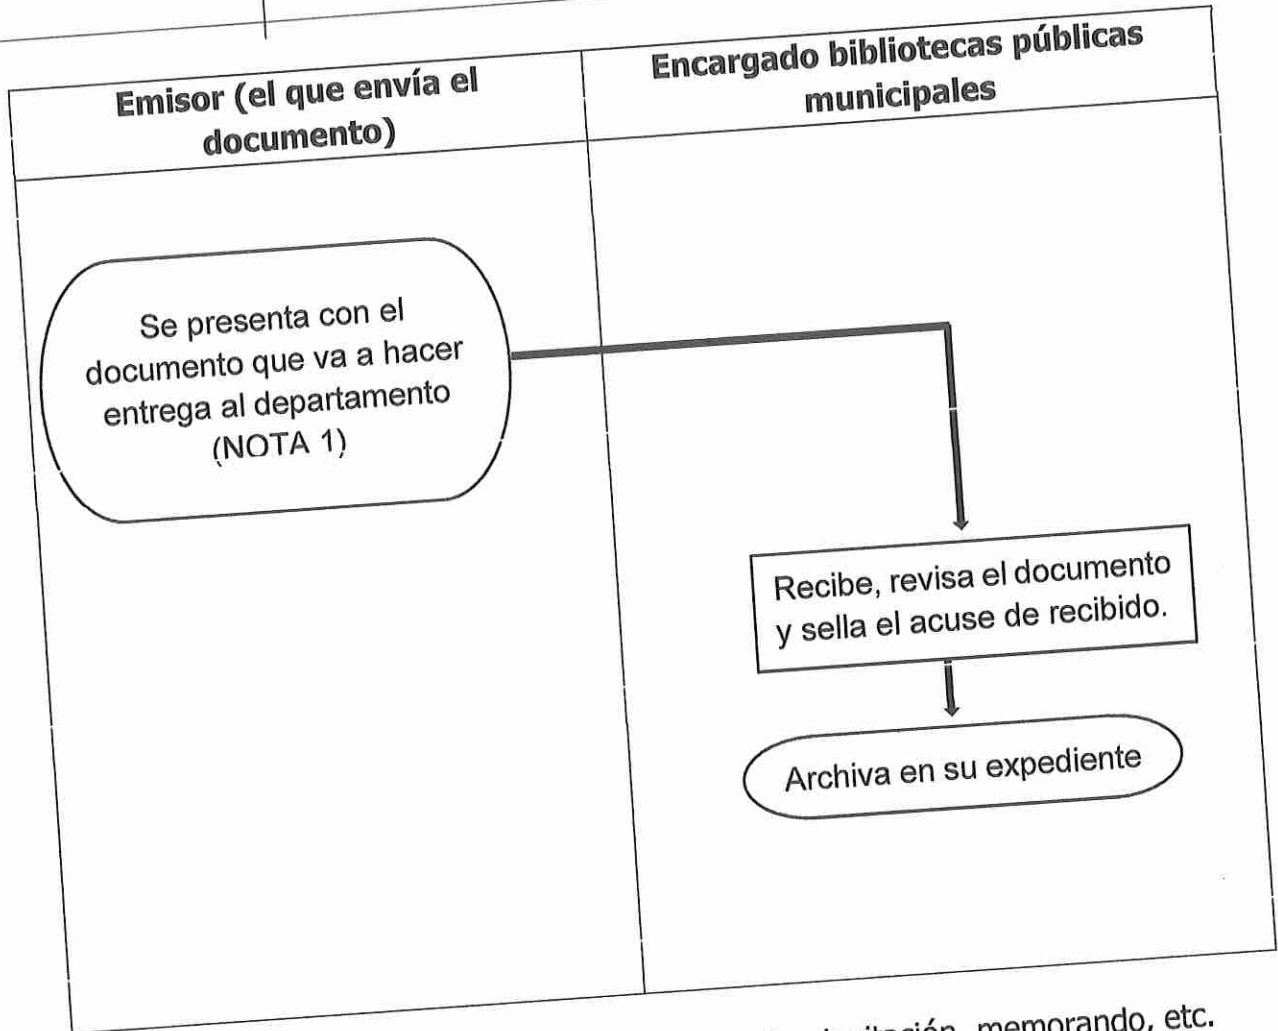 Emisor (el que envía el
documento)
Encargado bibliotecas públicas
municipales
Se presenta con el
documento que va a hacer
entrega al departamento
(NOTA 1)
Recibe, revisa el documento
y sella el acuse de recibido.
Archiva en su expediente
memorando, etc.